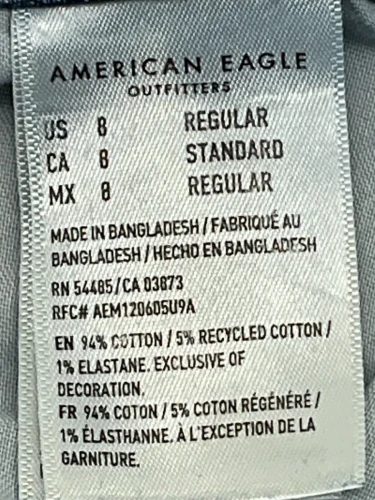 AMERICAN EAGLE
OUTFITTERS
US 8 REGULAR
CA 8 STANDARD
MX 8 REGULAR
MADE IN BANGLADESH / FABRIQUÉ AU
BANGLADESH / HECHO EN BANGLADESH
RN 54485/CA 03873
RFC# AEM120605U9A
EN 94% COTTON / 5% RECYCLED COTTON /
1% ELASTANE. EXCLUSIVE OF
DECORATION.
FR 94% COTON / 5% COTON RÉGÉNÉRÉ /
1% ÉLASTHANNE. À L'EXCEPTION DE LA
GARNITURE.